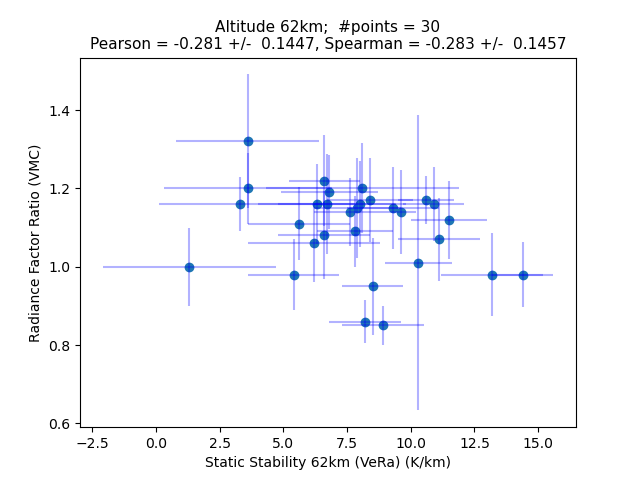 Altitude 62km;  #points = 30
Pearson = -0.281 +/-  0.1447, Spearman = -0.283 +/-  0.1457
Radiance Factor Ratio (VMC)
1.4
1.2
1.0
0.8
0.6
−2.5 0.0 2.5 5.0 7.5 10.0 12.5 15.0
Static Stability 62km (VeRa) (K/km)